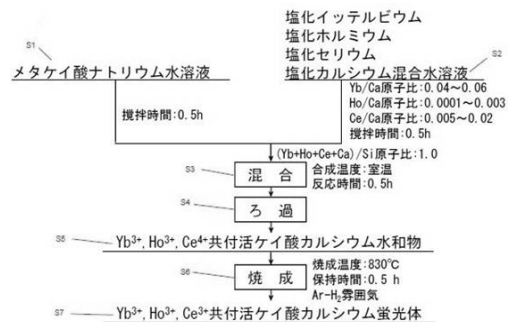 S1
メタケイ酸ナトリウム水溶液
塩化イッテルビウム
塩化ホルミウム
塩化セリウム
塩化カルシウム混合水溶液
S2
撹拌時間:0.5h
Yb/Ca原子比:0.04~0.06
Ho/Ca原子比:0.0001~0.003
Ce/Ca原子比:0.005~0.02
撹拌時間:0.5h
(Yb+Ho+Ce+Ca)/Si原子比:1.0
S3
混 合
合成温度:室温
反応時間:0.5h
S4
ろ 過
S5
Yb³⁺, Ho³⁺, Ce⁴⁺共付活ケイ酸カルシウム水和物
S6
焼 成
焼成温度:830℃
保持時間:0.5 h
Ar-H₂雰囲気
S7
Yb³⁺, Ho³⁺, Ce³⁺共付活ケイ酸カルシウム蛍光体